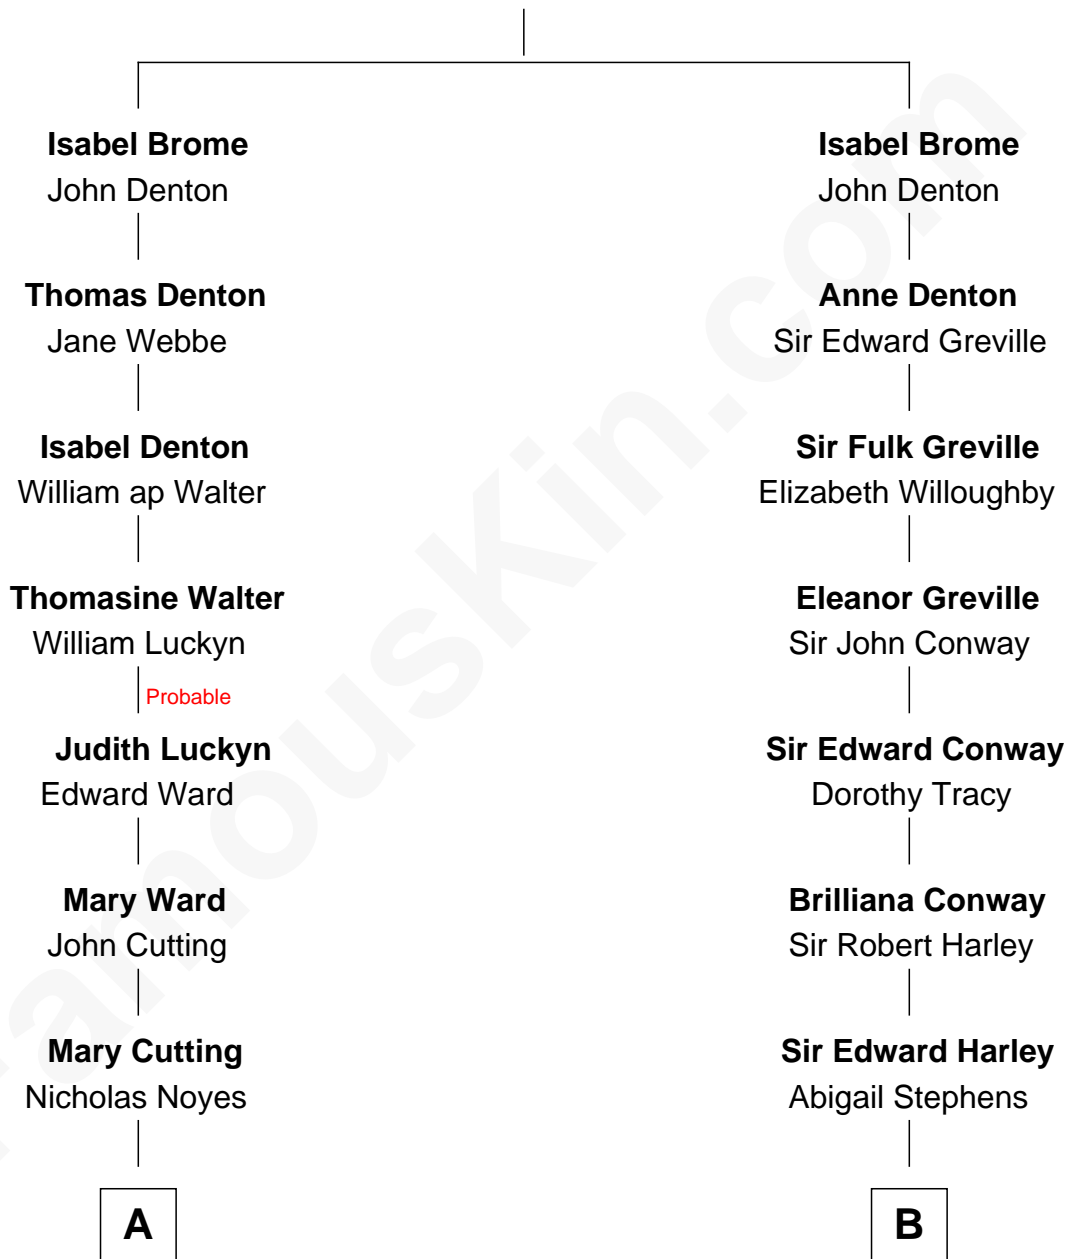 Isabel Brome
John Denton
Thomas Denton
Jane Webbe
Isabel Denton
William ap Walter
Thomasine Walter
William Luckyn
Probable
Judith Luckyn
Edward Ward
Mary Ward
John Cutting
Mary Cutting
Nicholas Noyes
A
Isabel Brome
John Denton
Anne Denton
Sir Edward Greville
Sir Fulk Greville
Elizabeth Willoughby
Eleanor Greville
Sir John Conway
Sir Edward Conway
Dorothy Tracy
Brilliana Conway
Sir Robert Harley
Sir Edward Harley
Abigail Stephens
B
FamousKin.com